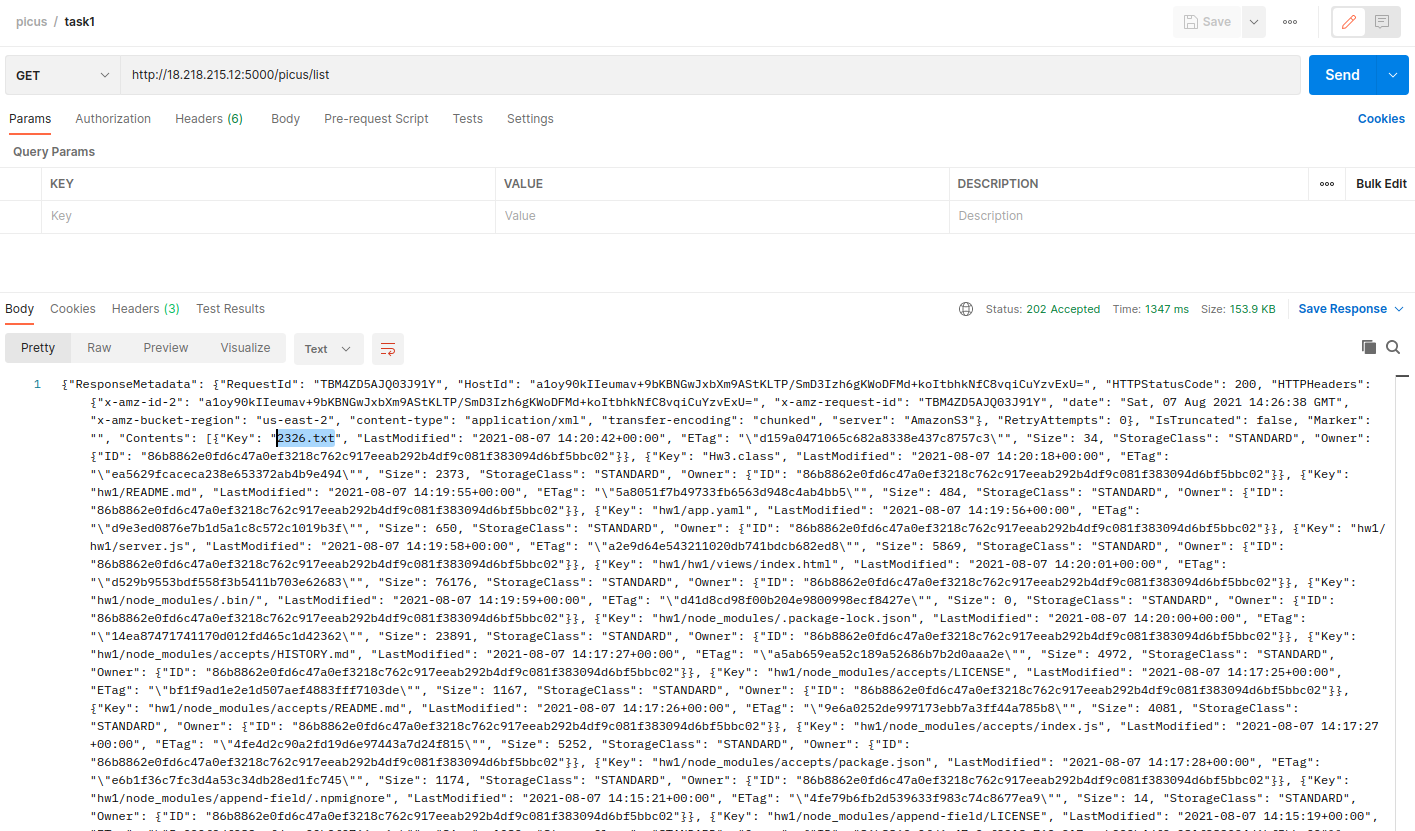 picus / task1
Save
GET http://18.218.215.12:5000/picus/list Send
Params Authorization Headers (6) Body Pre-request Script Tests Settings Cookies
Query Params
KEY VALUE DESCRIPTION Bulk Edit
Key Value Description
Body Cookies Headers (3) Test Results Status: 202 Accepted Time: 1347 ms Size: 153.9 KB Save Response
Pretty Raw Preview Visualize Text
1 {"ResponseMetadata": {"RequestId": "TBM4ZD5AJQ03J91Y", "HostId": "a1oy90kIIeumav+9bKBNGwJxbXm9AStKLTP/SmD3Izh6gKWoDFMd+koItbhkNfC8vqiCuYzvExU=", "HTTPStatusCode": 200, "HTTPHeaders":
{"x-amz-id-2": "a1oy90kIIeumav+9bKBNGwJxbXm9AStKLTP/SmD3Izh6gKWoDFMd+koItbhkNfC8vqiCuYzvExU=", "x-amz-request-id": "TBM4ZD5AJQ03J91Y", "date": "Sat, 07 Aug 2021 14:26:38 GMT",
"x-amz-bucket-region": "us-east-2", "content-type": "application/xml", "transfer-encoding": "chunked", "server": "AmazonS3"}, "RetryAttempts": 0}, "IsTruncated": false, "Marker":
"", "Contents": [{"Key": "2326.txt", "LastModified": "2021-08-07 14:20:42+00:00", "ETag": "\"d159a0471065c682a8338e437c8757c3\"", "Size": 34, "StorageClass": "STANDARD", "Owner":
{"ID": "86b8862e0fd6c47a0ef3218c762c917eeab292b4df9c081f383094d6bf5bbc02"}}, {"Key": "Hw3.class", "LastModified": "2021-08-07 14:20:18+00:00", "ETag":
"\"ea5629fcaceca238e653372ab4b9e494\"", "Size": 2373, "StorageClass": "STANDARD", "Owner": {"ID": "86b8862e0fd6c47a0ef3218c762c917eeab292b4df9c081f383094d6bf5bbc02"}}, {"Key":
"hw1/README.md", "LastModified": "2021-08-07 14:19:55+00:00", "ETag": "\"5a8051f7b49733fb6563d948c4ab4bb5\"", "Size": 484, "StorageClass": "STANDARD", "Owner": {"ID":
"86b8862e0fd6c47a0ef3218c762c917eeab292b4df9c081f383094d6bf5bbc02"}}, {"Key": "hw1/app.yaml", "LastModified": "2021-08-07 14:19:56+00:00", "ETag":
"\"d9e3ed0876e7b1d5a1c8c572c1019b3f\"", "Size": 650, "StorageClass": "STANDARD", "Owner": {"ID": "86b8862e0fd6c47a0ef3218c762c917eeab292b4df9c081f383094d6bf5bbc02"}}, {"Key": "hw1/
hw1/server.js", "LastModified": "2021-08-07 14:19:58+00:00", "ETag": "\"a2e9d64e543211020db741bdcb682ed8\"", "Size": 5869, "StorageClass": "STANDARD", "Owner": {"ID":
"86b8862e0fd6c47a0ef3218c762c917eeab292b4df9c081f383094d6bf5bbc02"}}, {"Key": "hw1/hw1/views/index.html", "LastModified": "2021-08-07 14:20:01+00:00", "ETag":
"\"d529b9553bdf558f3b5411b703e62683\"", "Size": 76176, "StorageClass": "STANDARD", "Owner": {"ID": "86b8862e0fd6c47a0ef3218c762c917eeab292b4df9c081f383094d6bf5bbc02"}}, {"Key":
"hw1/node_modules/.bin/", "LastModified": "2021-08-07 14:19:59+00:00", "ETag": "\"d41d8cd98f00b204e9800998ecf8427e\"", "Size": 0, "StorageClass": "STANDARD", "Owner": {"ID":
"86b8862e0fd6c47a0ef3218c762c917eeab292b4df9c081f383094d6bf5bbc02"}}, {"Key": "hw1/node_modules/.package-lock.json", "LastModified": "2021-08-07 14:20:00+00:00", "ETag":
"\"14ea87471741170d012fd465c1d42362\"", "Size": 23891, "StorageClass": "STANDARD", "Owner": {"ID": "86b8862e0fd6c47a0ef3218c762c917eeab292b4df9c081f383094d6bf5bbc02"}}, {"Key":
"hw1/node_modules/accepts/HISTORY.md", "LastModified": "2021-08-07 14:17:27+00:00", "ETag": "\"a5ab659ea52c189a52686b7b2d0aaa2e\"", "Size": 4972, "StorageClass": "STANDARD",
"Owner": {"ID": "86b8862e0fd6c47a0ef3218c762c917eeab292b4df9c081f383094d6bf5bbc02"}}, {"Key": "hw1/node_modules/accepts/LICENSE", "LastModified": "2021-08-07 14:17:25+00:00",
"ETag": "\"bf1f9ad1e2e1d507aef4883fff7103de\"", "Size": 1167, "StorageClass": "STANDARD", "Owner": {"ID": "86b8862e0fd6c47a0ef3218c762c917eeab292b4df9c081f383094d6bf5bbc02"}},
{"Key": "hw1/node_modules/accepts/README.md", "LastModified": "2021-08-07 14:17:26+00:00", "ETag": "\"9e6a0252de997173ebb7a3ff44a785b8\"", "Size": 4081, "StorageClass":
"STANDARD", "Owner": {"ID": "86b8862e0fd6c47a0ef3218c762c917eeab292b4df9c081f383094d6bf5bbc02"}}, {"Key": "hw1/node_modules/accepts/index.js", "LastModified": "2021-08-07 14:17:27
+00:00", "ETag": "\"4fe4d2c90a2fd19d6e97443a7d24f815\"", "Size": 5252, "StorageClass": "STANDARD", "Owner": {"ID":
"86b8862e0fd6c47a0ef3218c762c917eeab292b4df9c081f383094d6bf5bbc02"}}, {"Key": "hw1/node_modules/accepts/package.json", "LastModified": "2021-08-07 14:17:28+00:00", "ETag":
"\"e6b1f36c7fc3d4a53c34db28ed1fc745\"", "Size": 1174, "StorageClass": "STANDARD", "Owner": {"ID": "86b8862e0fd6c47a0ef3218c762c917eeab292b4df9c081f383094d6bf5bbc02"}}, {"Key":
"hw1/node_modules/append-field/.npmignore", "LastModified": "2021-08-07 14:15:21+00:00", "ETag": "\"4fe79b6fb2d539633f983c74c8677ea9\"", "Size": 14, "StorageClass": "STANDARD",
"Owner": {"ID": "86b8862e0fd6c47a0ef3218c762c917eeab292b4df9c081f383094d6bf5bbc02"}}, {"Key": "hw1/node_modules/append-field/LICENSE", "LastModified": "2021-08-07 14:15:19+00:00",